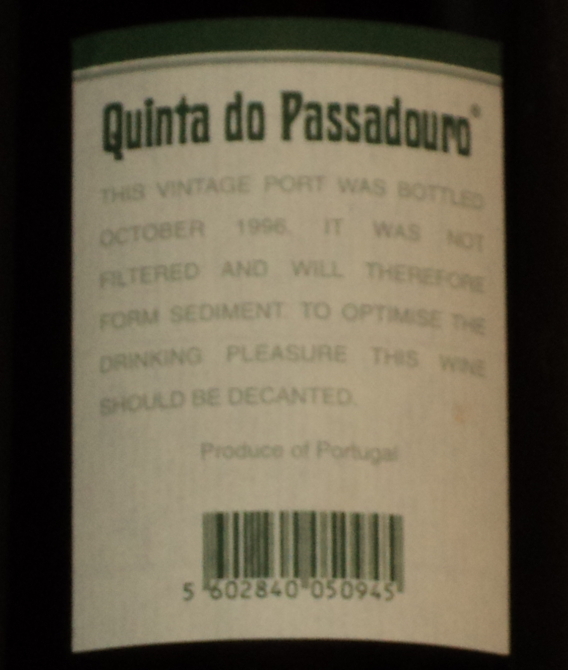 Quinta do Passadouro®
THIS VINTAGE PORT WAS BOTTLED
OCTOBER 1996. IT WAS NOT
FILTERED AND WILL THEREFORE
FORM SEDIMENT. TO OPTIMISE THE
DRINKING PLEASURE THIS WINE
SHOULD BE DECANTED.
Produce of Portugal
5 602840 050945